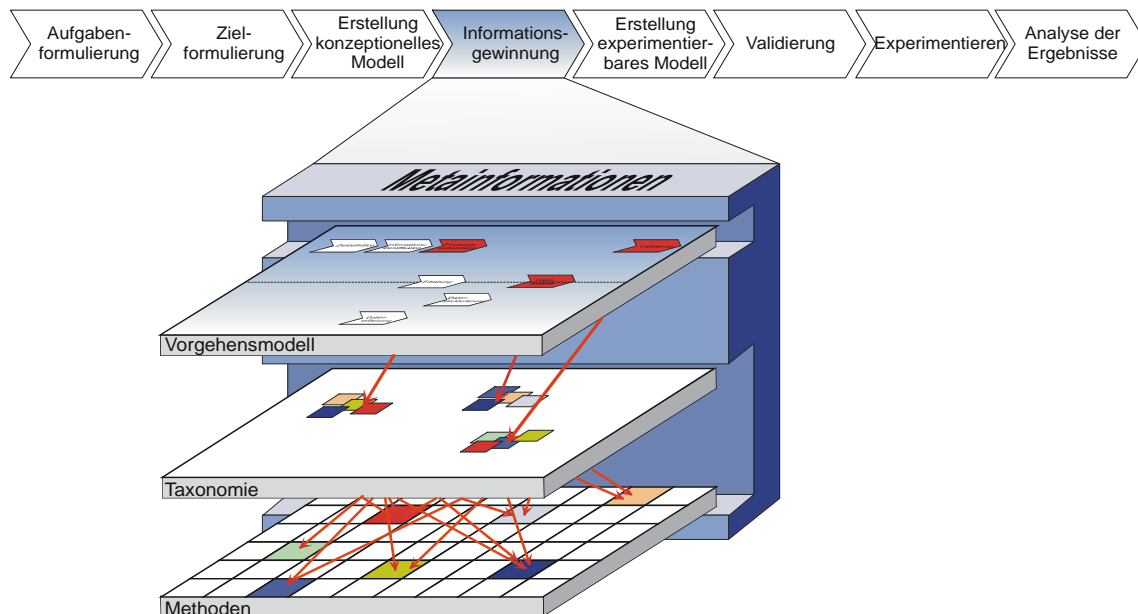 Aufgaben-
formulierung
Ziel-
formulierung
Erstellung
konzeptionelles
Modell
Informations-
gewinnung
Erstellung
experimentier-
bares Modell
Validierung
Experimentieren
Analyse der
Ergebnisse
Metainformationen
Vorgehensmodell
Taxonomie
Methoden